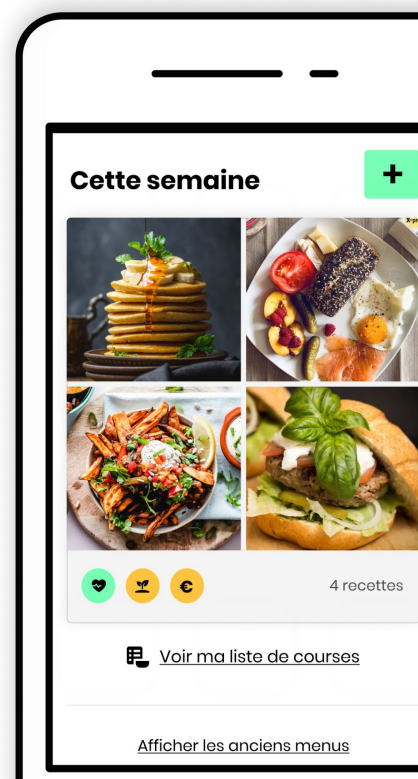 Cette semaine
+
€
4 recettes
Voir ma liste de courses
Afficher les anciens menus